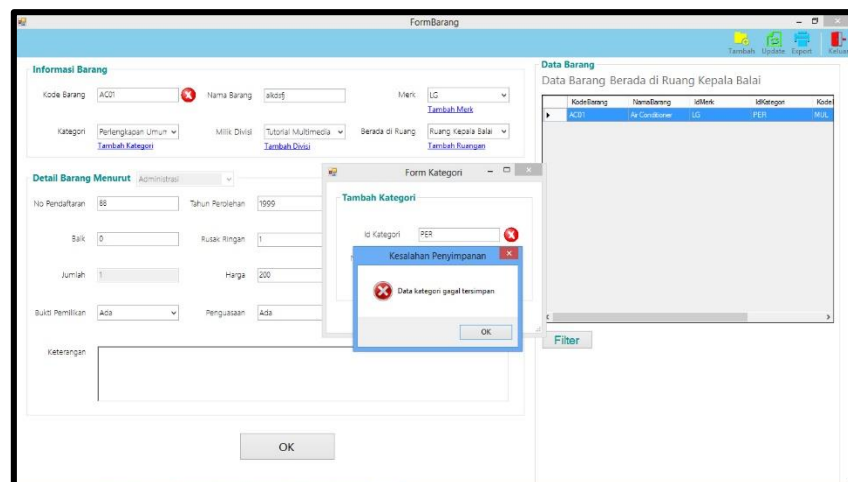 FormBarang
Tambah Update Export Keluar
Informasi Barang
Kode Barang AC01 Nama Barang Merk LG
Tambah Merk
Kategori Perlengkapan Umun Milik Divisi Tutorial Multimedia Berada di Ruang Ruang Kepala Balai
Tambah Kategori Tambah Divisi Tambah Ruangan
Detail Barang Menurut Administrasi
No Pendaftaran 88 Tahun Perolehan 1999
Baik 0 Rusak Ringan 1
Jumlah 1 Harga 200
Bukti Pemilikan Ada Penguasaan Ada
Keterangan
OK
Form Kategori
Tambah Kategori
Id Kategori PER
Kesalahan Penyimpanan
Data kategori gagal tersimpan
OK
Data Barang
Data Barang Berada di Ruang Kepala Balai
KodeBarang NamaBarang IdMerk IdKategori
AC01 Air Conditioner LG PER MUL
Filter